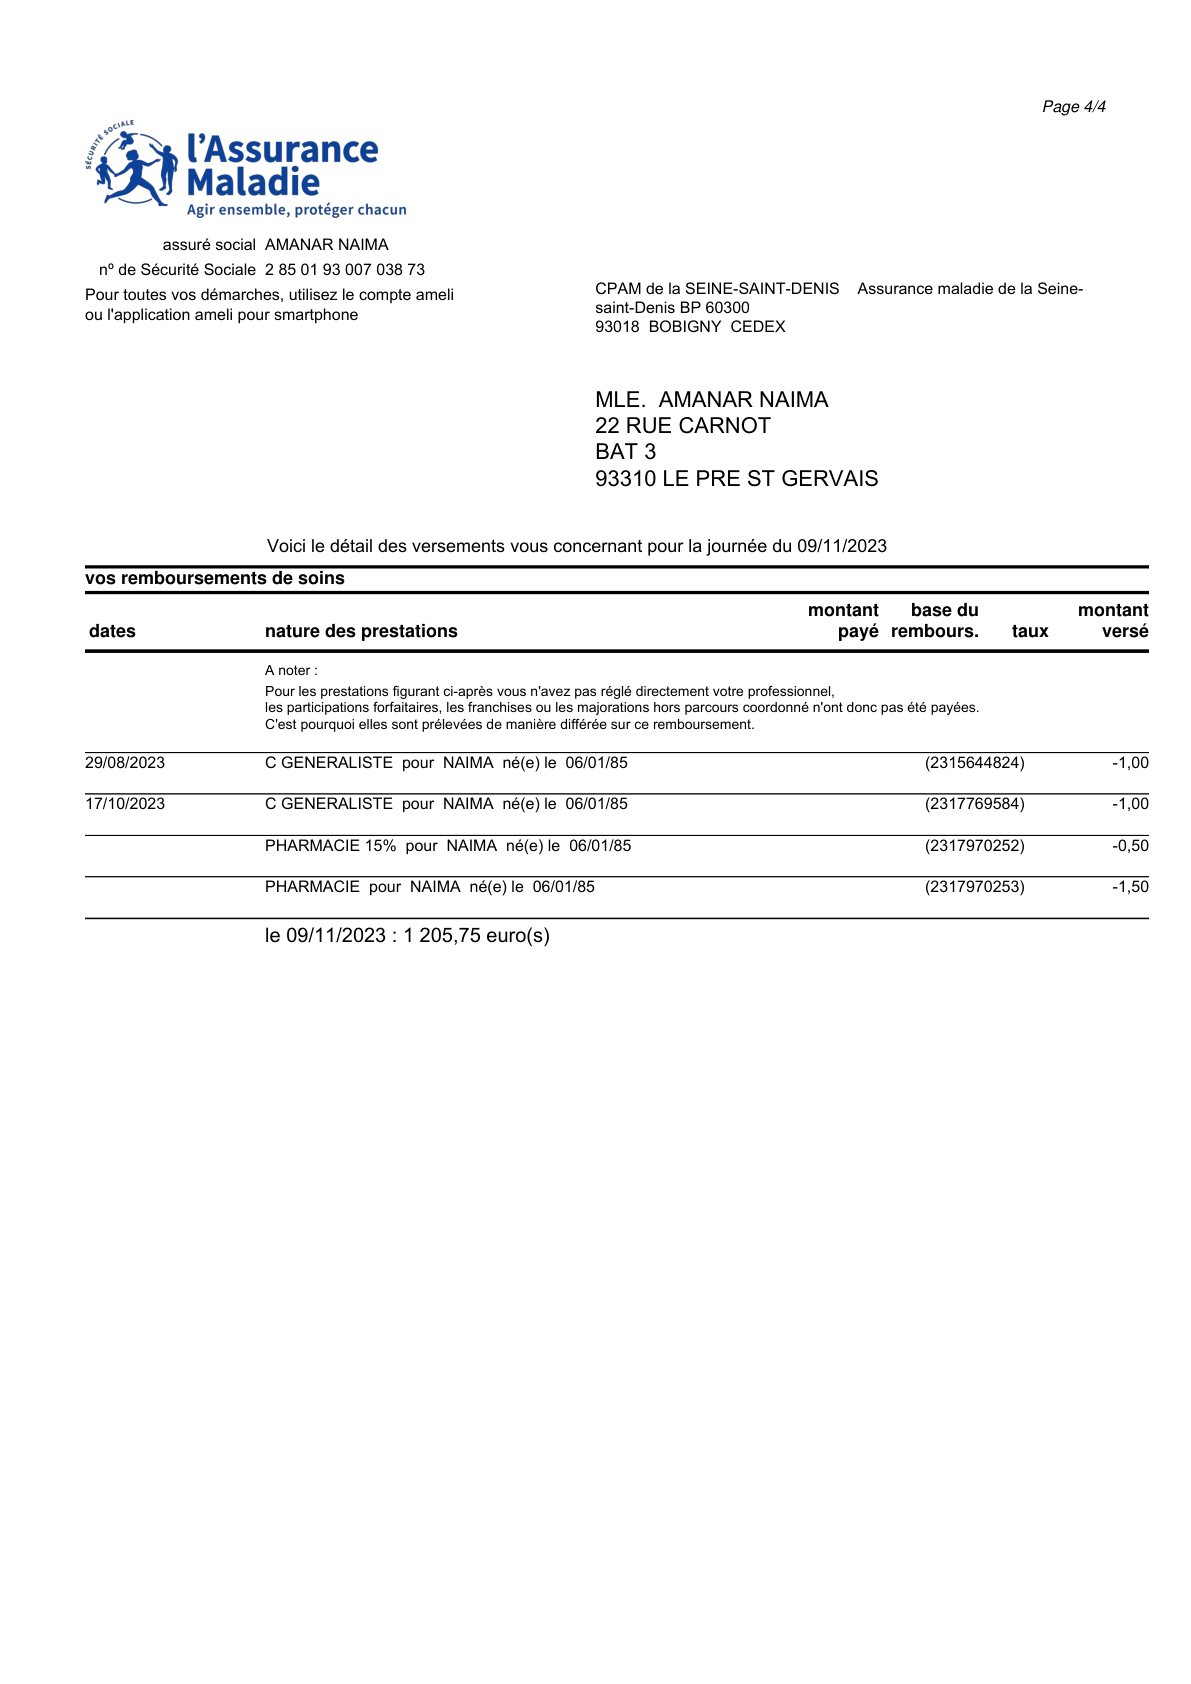 Page 4/4
SÉCURITÉ SOCIALE
l'Assurance
Maladie
Agir ensemble, protéger chacun
assuré social AMANAR NAIMA
nº de Sécurité Sociale 2 85 01 93 007 038 73
Pour toutes vos démarches, utilisez le compte ameli
ou l'application ameli pour smartphone
CPAM de la SEINE-SAINT-DENIS Assurance maladie de la Seine-
saint-Denis BP 60300
93018 BOBIGNY CEDEX
MLE. AMANAR NAIMA
22 RUE CARNOT
BAT 3
93310 LE PRE ST GERVAIS
Voici le détail des versements vous concernant pour la journée du 09/11/2023
vos remboursements de soins
dates nature des prestations montant payé base du rembours. taux montant versé
A noter :
Pour les prestations figurant ci-après vous n'avez pas réglé directement votre professionnel,
les participations forfaitaires, les franchises ou les majorations hors parcours coordonné n'ont donc pas été payées.
C'est pourquoi elles sont prélevées de manière différée sur ce remboursement.
29/08/2023 C GENERALISTE pour NAIMA né(e) le 06/01/85 (2315644824) -1,00
17/10/2023 C GENERALISTE pour NAIMA né(e) le 06/01/85 (2317769584) -1,00
PHARMACIE 15% pour NAIMA né(e) le 06/01/85 (2317970252) -0,50
PHARMACIE pour NAIMA né(e) le 06/01/85 (2317970253) -1,50
le 09/11/2023 : 1 205,75 euro(s)